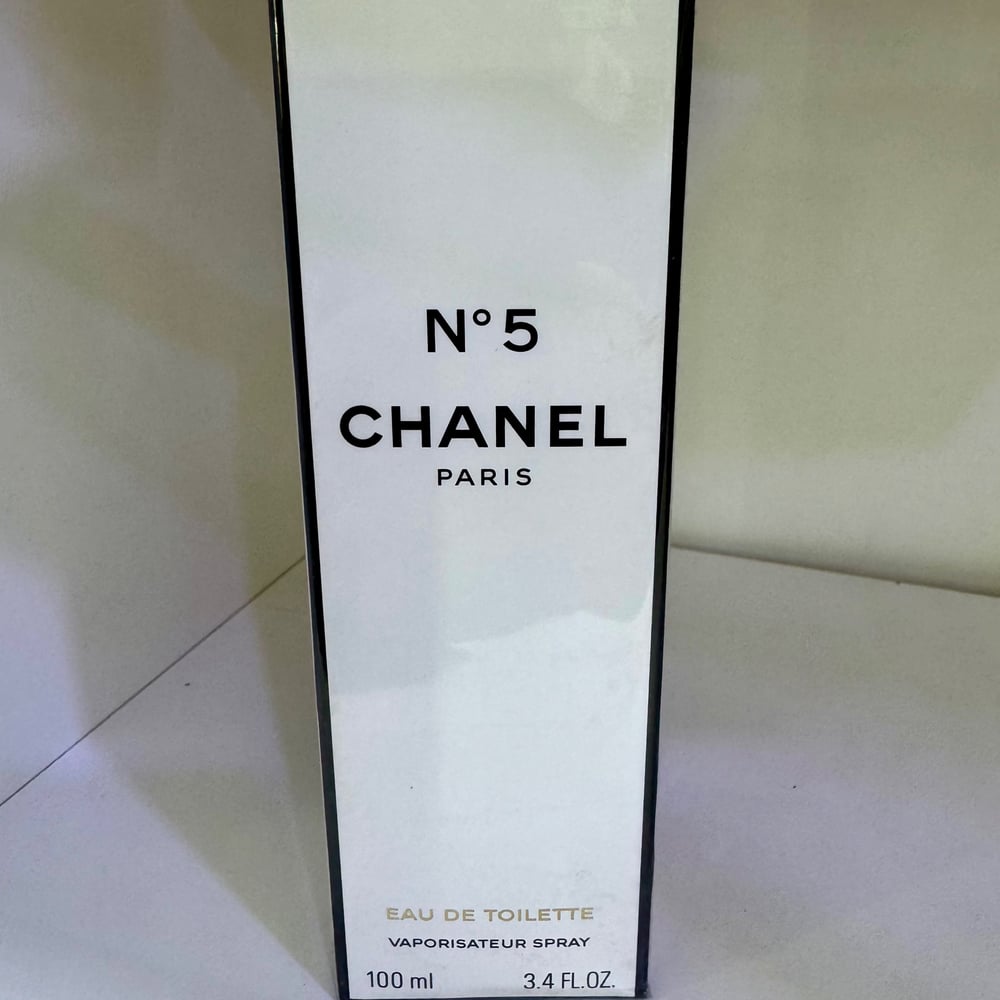 N° 5
CHANEL
PARIS
EAU DE TOILETTE
VAPORISATEUR SPRAY
100 ml 3.4 FL.OZ.